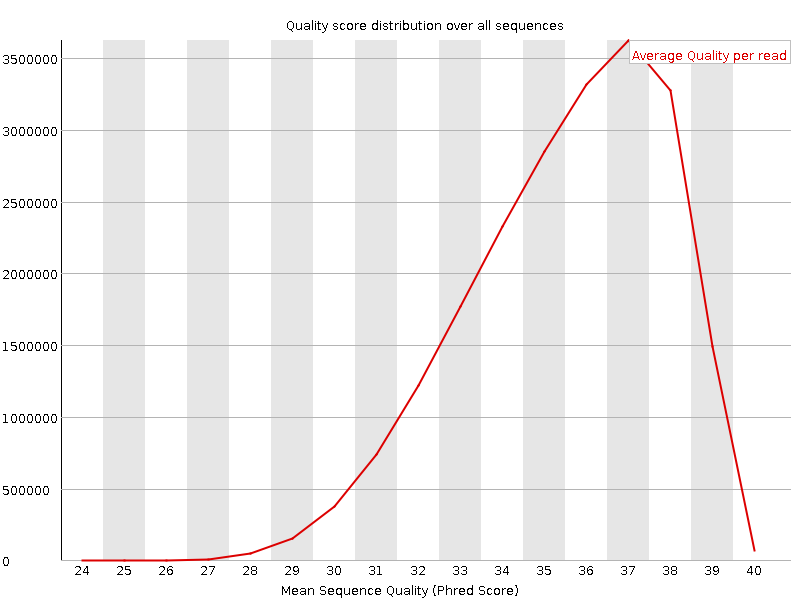 Quality score distribution over all sequences
Average Quality per read
3500000
3000000
2500000
2000000
1500000
1000000
500000
0
24 25 26 27 28 29 30 31 32 33 34 35 36 37 38 39 40
Mean Sequence Quality (Phred Score)